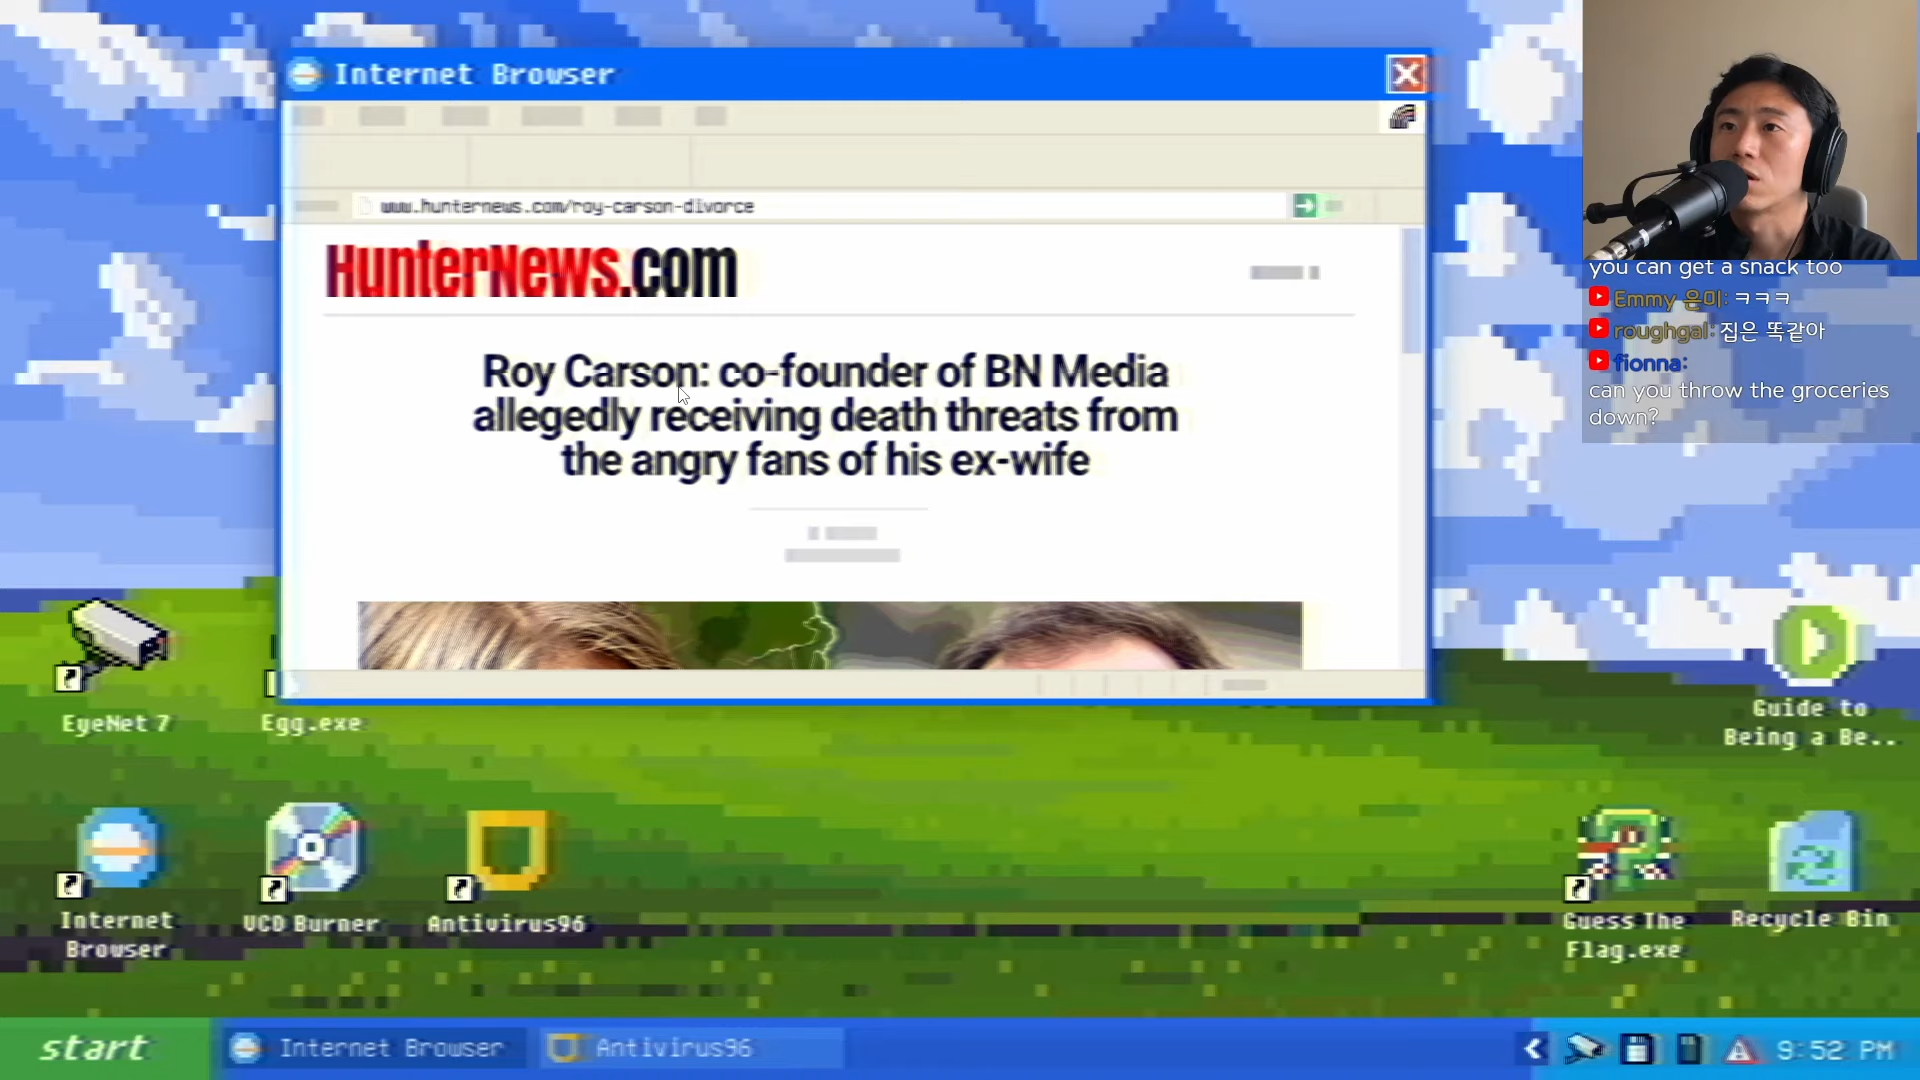 Internet Browser
www.hunternews.com/roy-carson-divorce
HunterNews.com
Roy Carson: co-founder of BN Media
allegedly receiving death threats from
the angry fans of his ex-wife
you can get a snack too
Emmy 윤미: ㅋㅋㅋ
roughgal: 집은 똑같아
fionna:
can you throw the groceries
down?
EyeNet 7
Egg.exe
Guide to
Being a Be..
Internet
Browser
VCD Burner
Antivirus96
Guess The
Flag.exe
Recycle Bin
start
Internet Browser
Antivirus96
9:52 PM